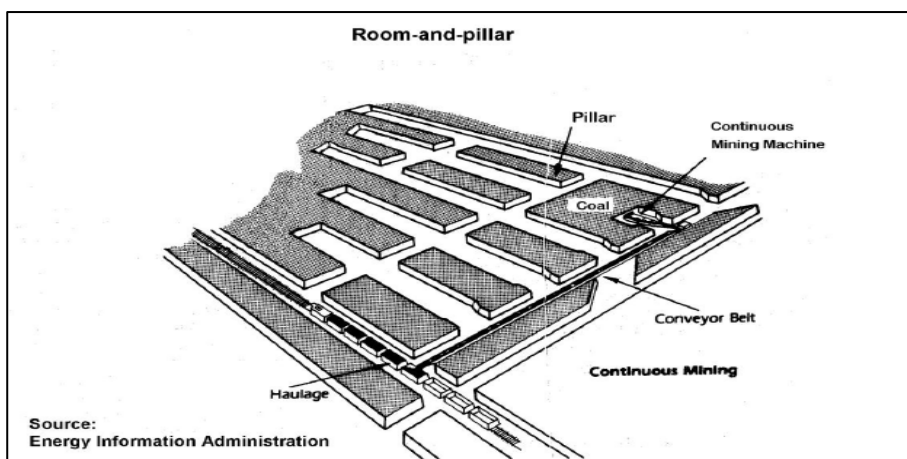 Room-and-pillar
Pillar
Continuous
Mining Machine
Coal
Conveyor Belt
Continuous Mining
Haulage
Source:
Energy Information Administration